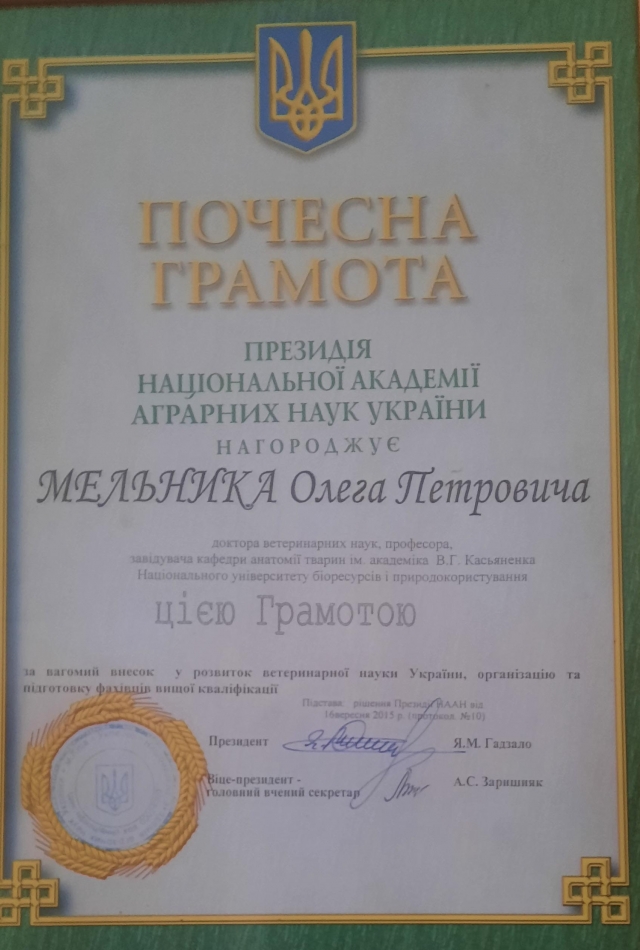 ПОЧЕСНА
ГРАМОТА
ПРЕЗИДІЯ
НАЦІОНАЛЬНОЇ АКАДЕМІЇ
АГРАРНИХ НАУК УКРАЇНИ
НАГОРОДЖУЄ
МЕЛЬНИКА Олега Петровича
доктора ветеринарних наук, професора,
завідувача кафедри анатомії тварин ім. академіка В.Г. Касьяненка
Національного університету біоресурсів і природокористування
цією Грамотою
за вагомий внесок у розвиток ветеринарної науки України, організацію та
підготовку фахівців вищої кваліфікації
Підстава: рішення Президії НААН від
16вересня 2015 р. (протокол №10)
Президент Я.М. Гадзало
Віце-президент -
головний вчений секретар А.С. Заришняк